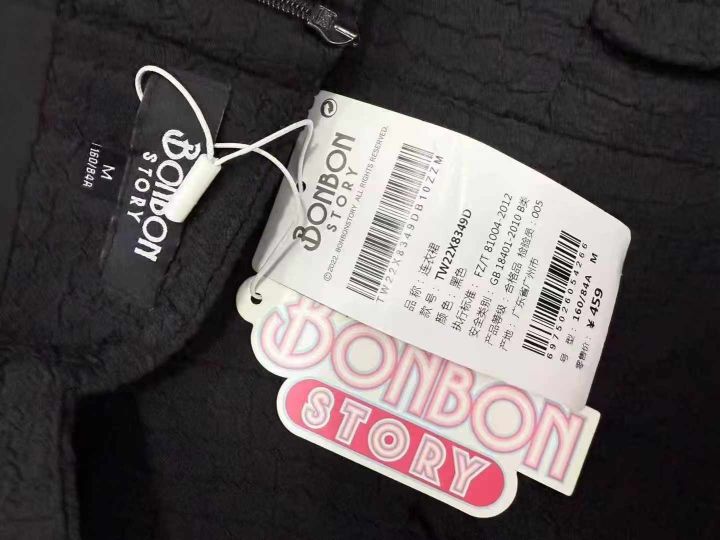 BONBON
STORY
M
160/84A
BONBON
STORY
©2022. BONBONSTORY ALL RIGHTS RESERVED.
TW22X8349DB10ZZM
品 称: 连衣裙
款 号: TW22X8349D
颜 色: 黑色
执行标准: FZ/T 81004-2012
安全类别: GB 18401-2010 B类
产品等级: 合格品 检验员: 005
产地: 广东省广州市
6975026054266
号 型: 160/84A M
零售价: ¥ 459
BONBON
STORY